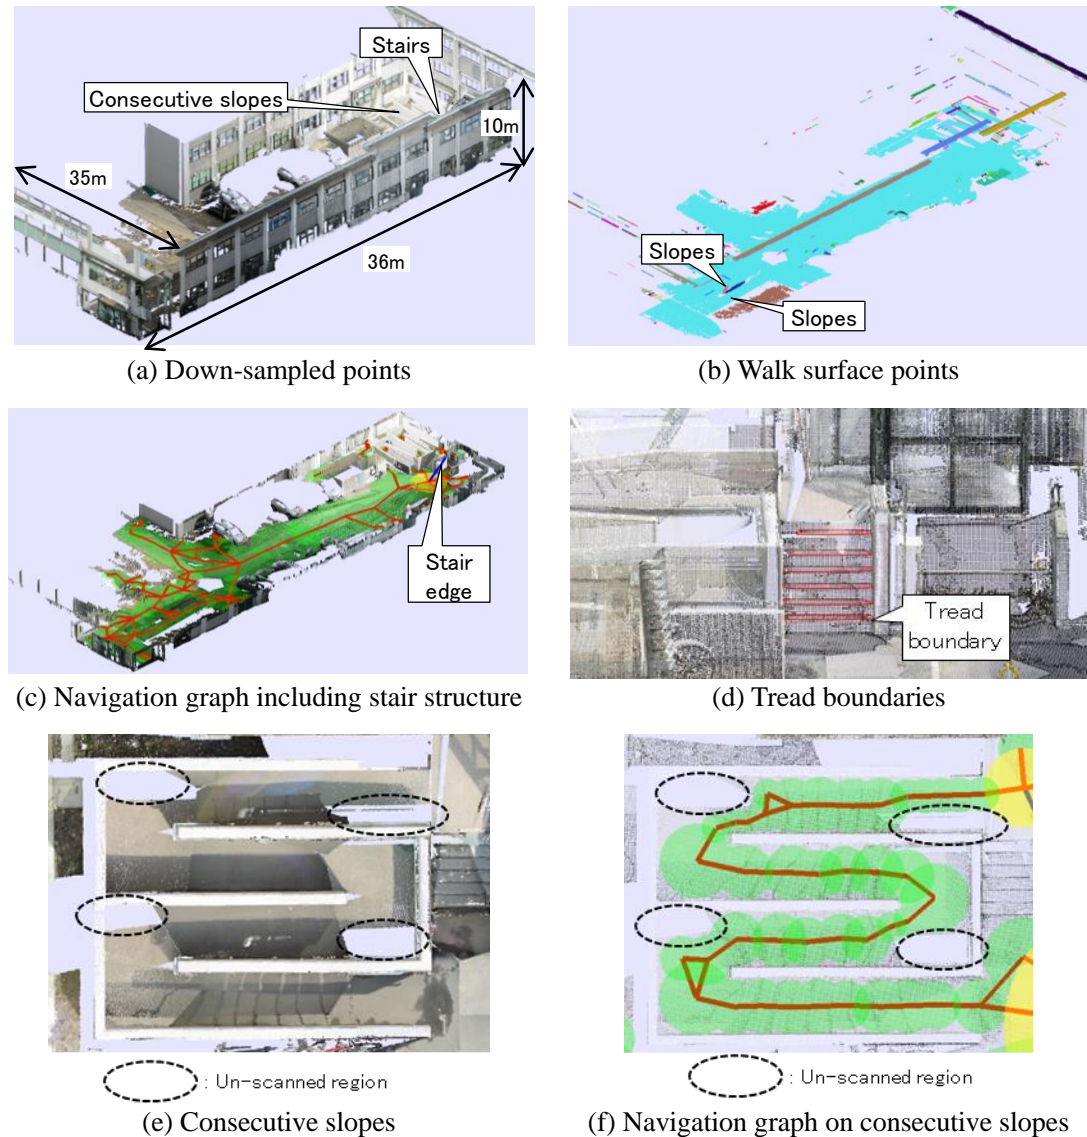 Stairs
Consecutive slopes
10m
35m
36m
(a) Down-sampled points
Slopes
Slopes
(b) Walk surface points
Stair
edge
(c) Navigation graph including stair structure
Tread
boundary
(d) Tread boundaries
: Un-scanned region
(e) Consecutive slopes
: Un-scanned region
(f) Navigation graph on consecutive slopes